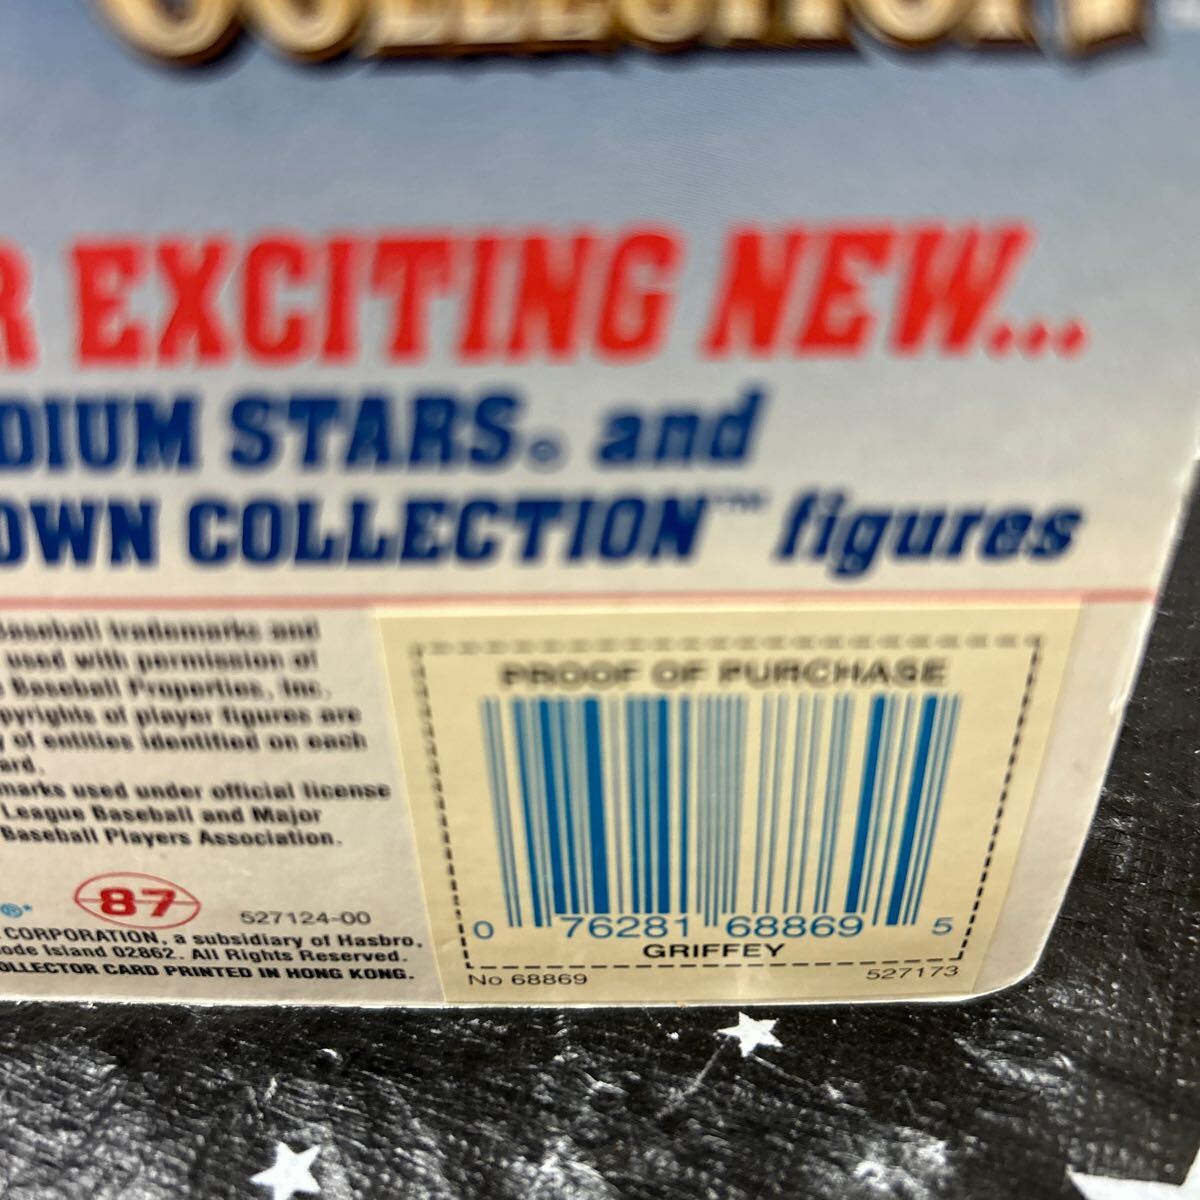 COLLECTION
R EXCITING NEW...
DIUM STARS® and
OWN COLLECTION™ figures
Baseball trademarks and
used with permission of
Baseball Properties, Inc.
pyrights of player figures are
y of entities identified on each
ard.
marks used under official license
League Baseball and Major
Baseball Players Association.
®*
87
527124-00
CORPORATION, a subsidiary of Hasbro,
ode Island 02862. All Rights Reserved.
OLLECTOR CARD PRINTED IN HONG KONG.
PROOF OF PURCHASE
0 76281 68869 5
GRIFFEY
No 68869 527173